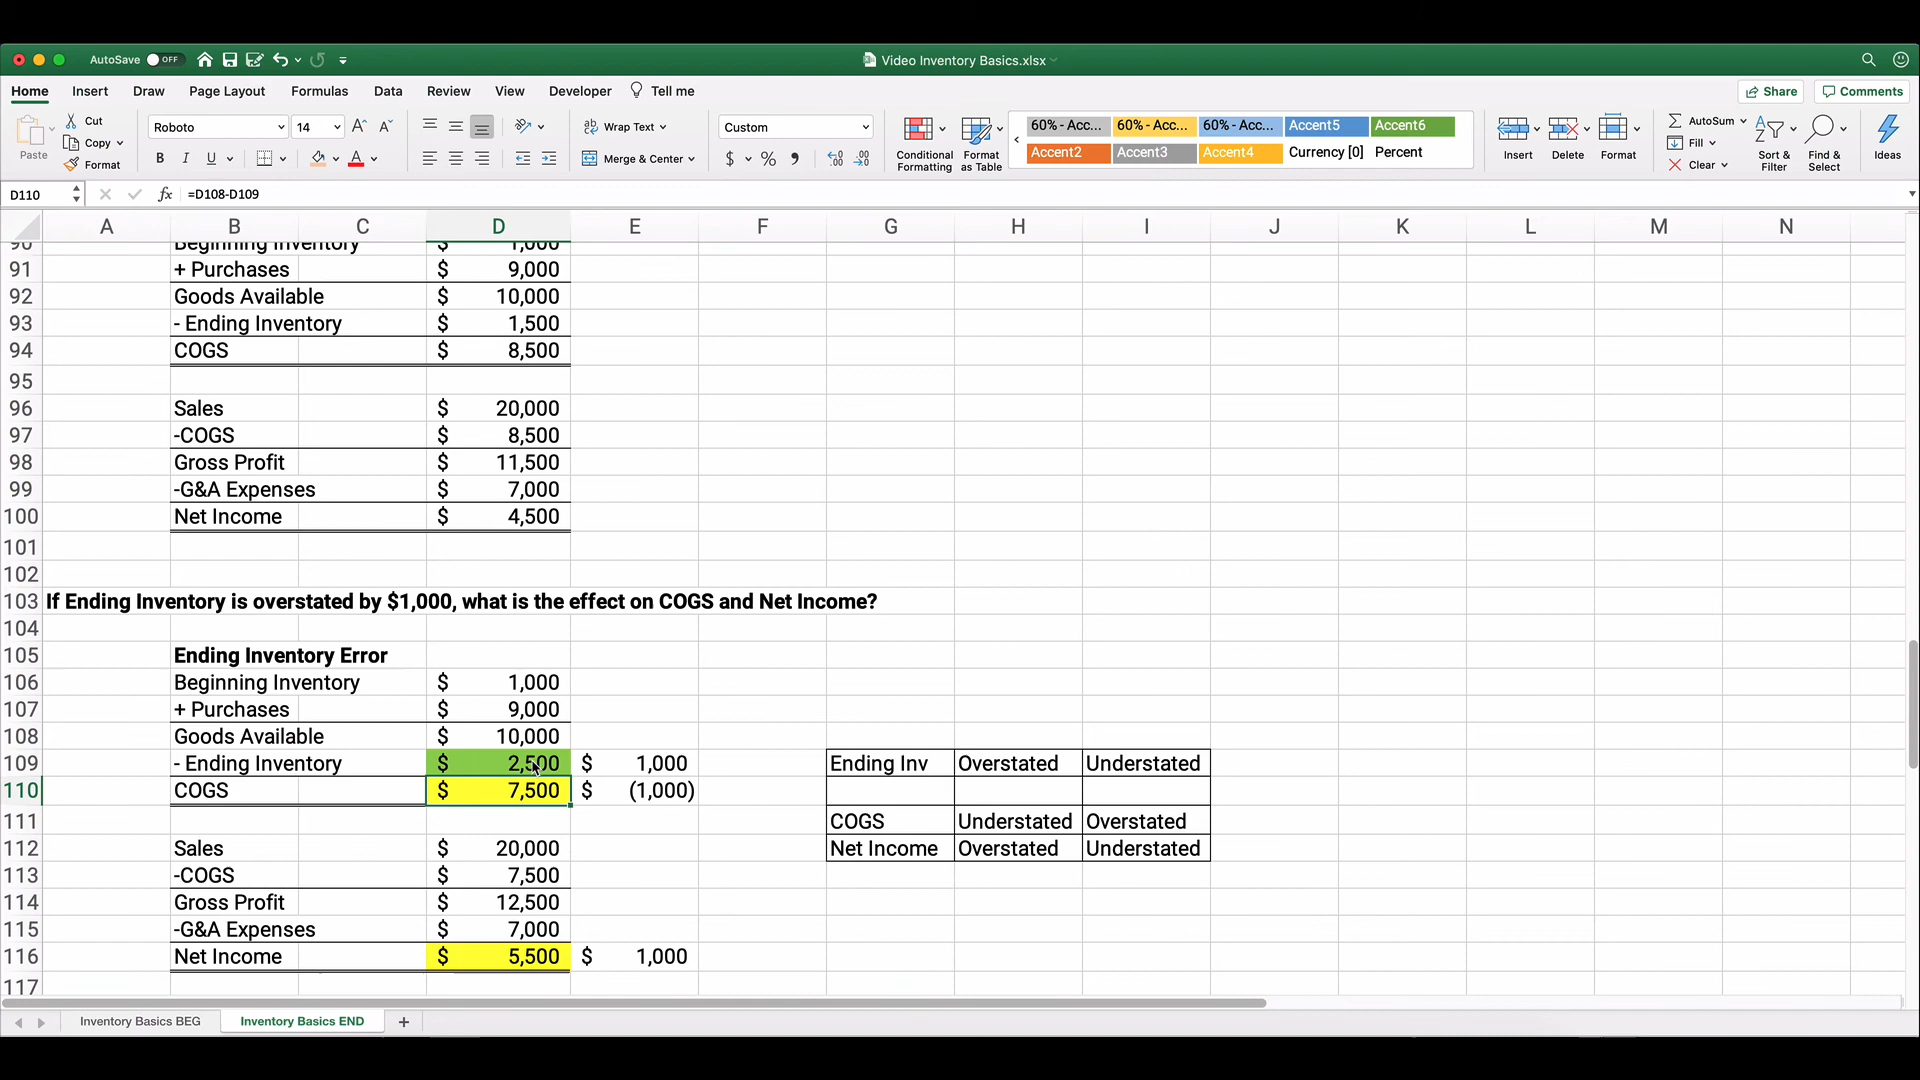 AutoSave OFF Video Inventory Basics.xlsx
Home Insert Draw Page Layout Formulas Data Review View Developer Tell me Share Comments
Paste Cut Copy Format Roboto 14 Wrap Text Merge & Center Custom Conditional Formatting Format as Table Insert Delete Format AutoSum Fill Clear Sort & Filter Find & Select Ideas
60% - Acc... 60% - Acc... 60% - Acc... Accent5 Accent6
Accent2 Accent3 Accent4 Currency [0] Percent
B I U A $ % ,
D110 fx =D108-D109
A B C D E F G H I J K L M N
90 Beginning Inventory $ 1,000
91 + Purchases $ 9,000
92 Goods Available $ 10,000
93 - Ending Inventory $ 1,500
94 COGS $ 8,500
95
96 Sales $ 20,000
97 -COGS $ 8,500
98 Gross Profit $ 11,500
99 -G&A Expenses $ 7,000
100 Net Income $ 4,500
101
102
103 If Ending Inventory is overstated by $1,000, what is the effect on COGS and Net Income?
104
105 Ending Inventory Error
106 Beginning Inventory $ 1,000
107 + Purchases $ 9,000
108 Goods Available $ 10,000
109 - Ending Inventory $ 2,500 $ 1,000 Ending Inv Overstated Understated
110 COGS $ 7,500 $ (1,000)
111 COGS Understated Overstated
112 Sales $ 20,000 Net Income Overstated Understated
113 -COGS $ 7,500
114 Gross Profit $ 12,500
115 -G&A Expenses $ 7,000
116 Net Income $ 5,500 $ 1,000
117
Inventory Basics BEG Inventory Basics END +